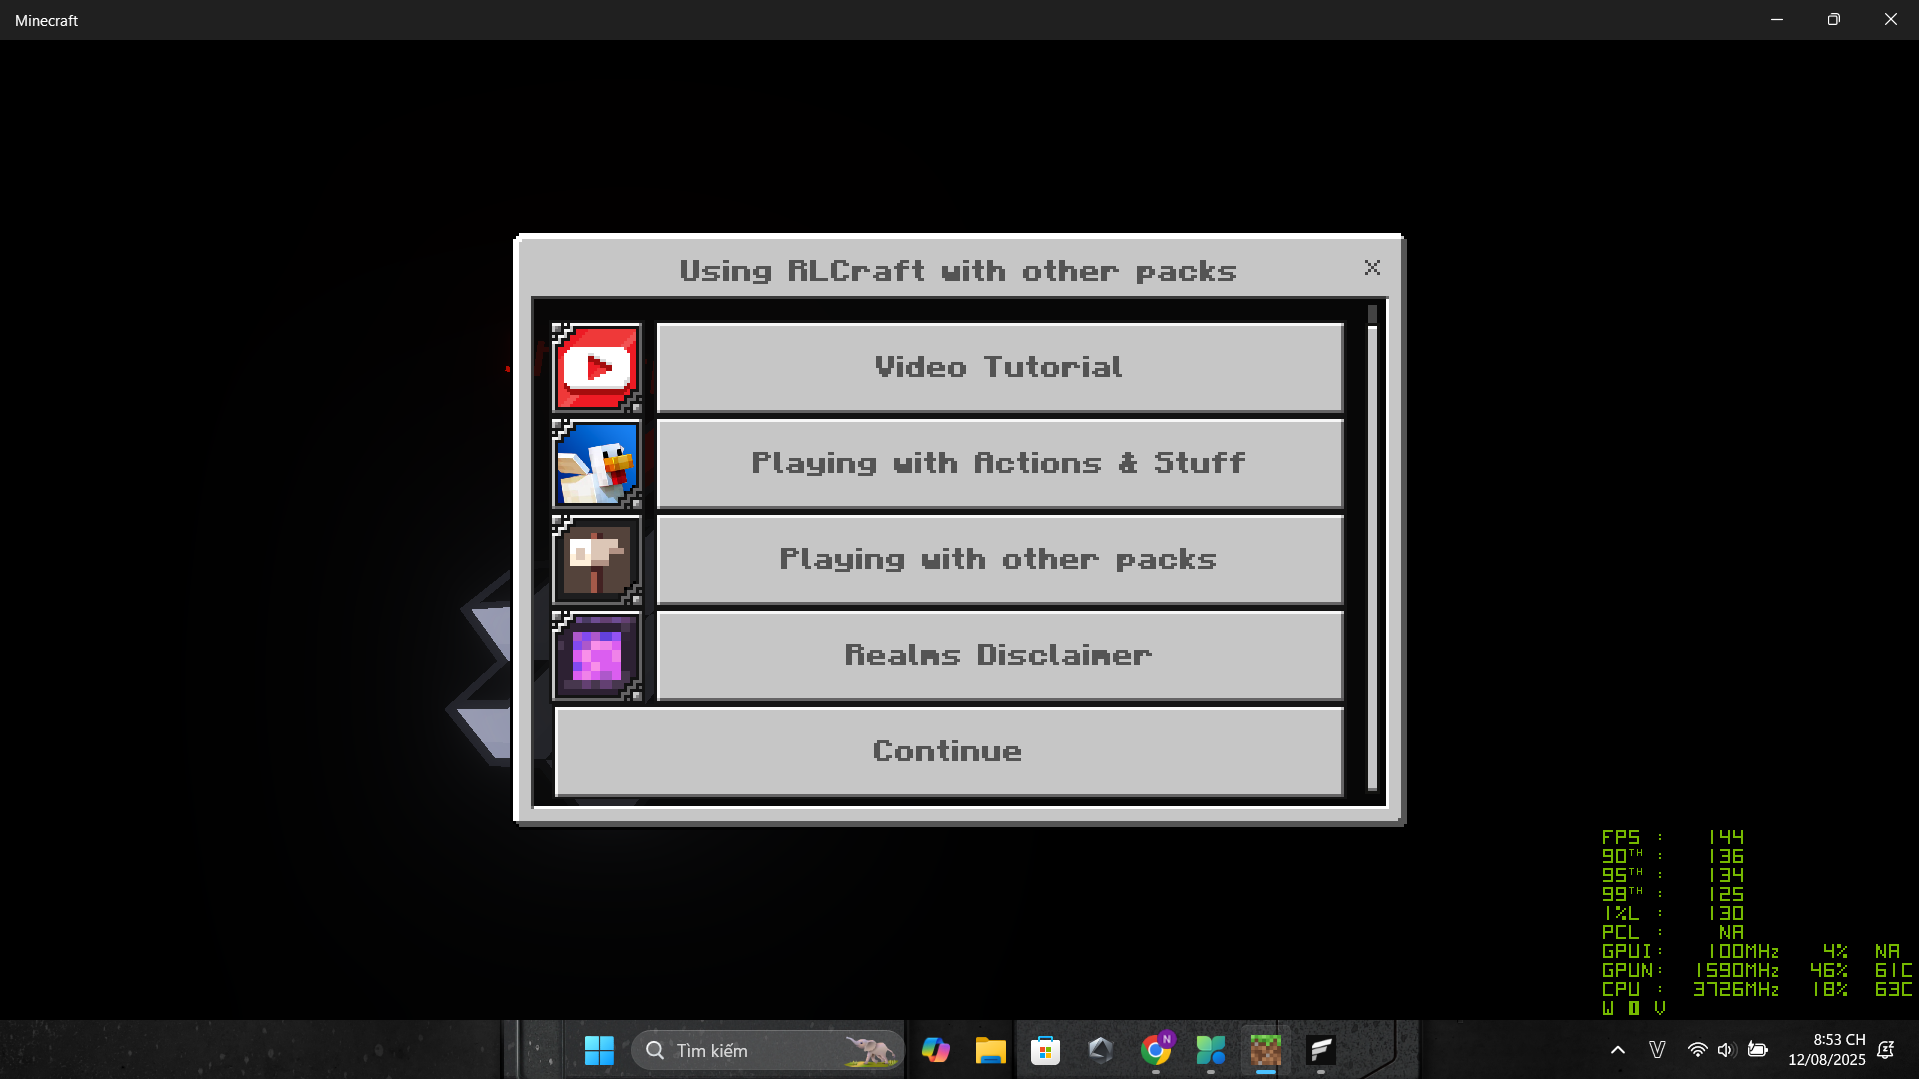 Minecraft
Using RLCraft with other packs
Video Tutorial
Playing with Actions & Stuff
Playing with other packs
Realms Disclaimer
Continue
FPS : 144
90TH : 136
95TH : 134
99TH : 125
1%L : 130
PCL : NA
GPU1: 100MHz 4% NA
GPUN: 1590MHz 46% 61C
CPU : 3726MHz 18% 63C
W 0 V
Tìm kiếm
N
V
8:53 CH
12/08/2025